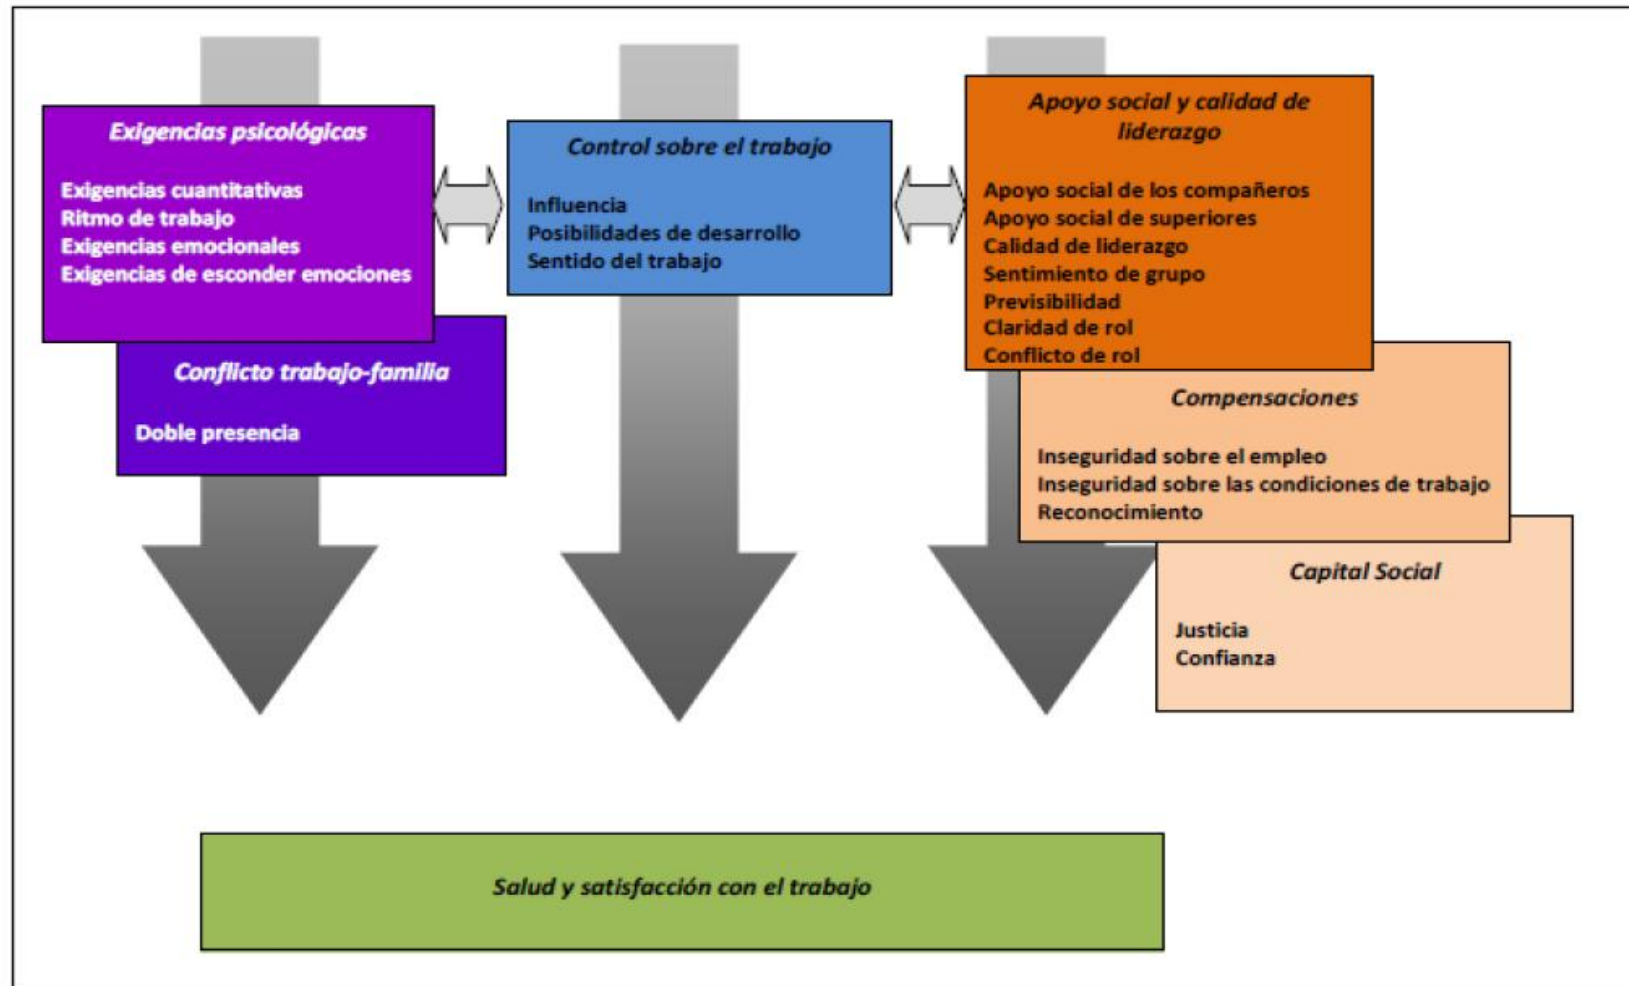 Exigencias psicológicas
Exigencias cuantitativas
Ritmo de trabajo
Exigencias emocionales
Exigencias de esconder emociones
Conflicto trabajo-familia
Doble presencia
Control sobre el trabajo
Influencia
Posibilidades de desarrollo
Sentido del trabajo
Apoyo social y calidad de
liderazgo
Apoyo social de los compañeros
Apoyo social de superiores
Calidad de liderazgo
Sentimiento de grupo
Previsibilidad
Claridad de rol
Conflicto de rol
Compensaciones
Inseguridad sobre el empleo
Inseguridad sobre las condiciones de trabajo
Reconocimiento
Capital Social
Justicia
Confianza
Salud y satisfacción con el trabajo